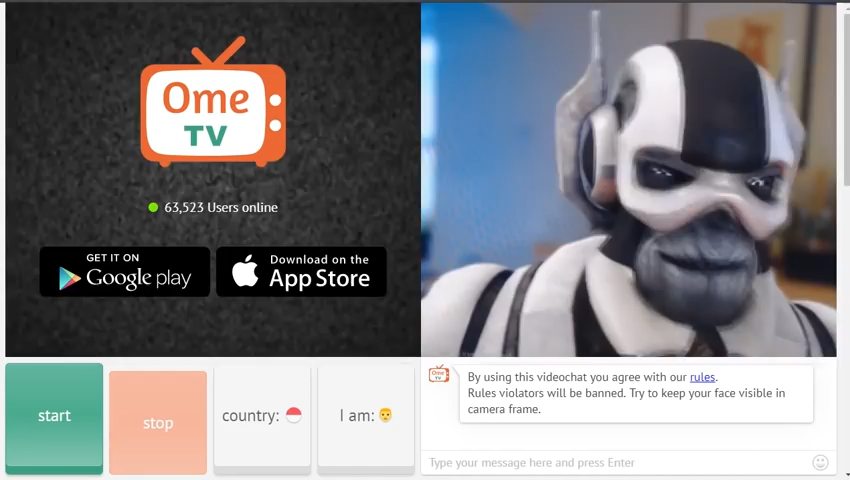 Ome
TV
63,523 Users online
GET IT ON
Google play
Download on the
App Store
start
stop
country:
I am:
Ome
TV
By using this videochat you agree with our rules.
Rules violators will be banned. Try to keep your face visible in
camera frame.
Type your message here and press Enter